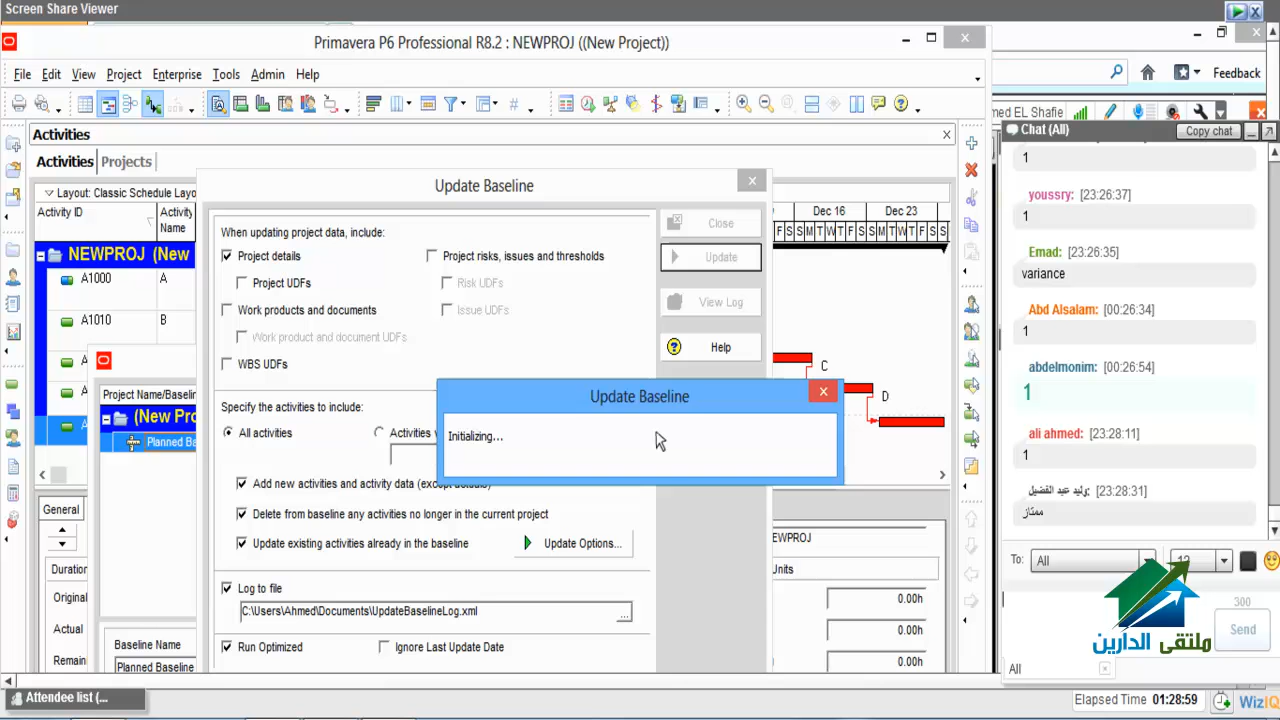 Screen Share Viewer
Primavera P6 Professional R8.2 : NEWPROJ ((New Project))
File Edit View Project Enterprise Tools Admin Help
Feedback
Activities
Activities Projects
Layout: Classic Schedule Layo
Activity ID
Activity
Name
Dec 16
Dec 23
F S S M T W T F S S M T W T F S
NEWPROJ (New
A1000
A
A1010
B
A
A
A
Project Name/Baselin
(New Pro
Planned Ba
General
Duration
Original
Actual
Remain
Baseline Name
Planned Baseline
C
D
EWPROJ
Units
0.00h
0.00h
0.00h
Update Baseline
When updating project data, include:
Project details
Project risks, issues and thresholds
Project UDFs
Risk UDFs
Work products and documents
Issue UDFs
Work product and document UDFs
WBS UDFs
Specify the activities to include:
All activities
Activities
Add new activities and activity data (except actuals)
Delete from baseline any activities no longer in the current project
Update existing activities already in the baseline
Update Options...
Log to file
C:\Users\Ahmed\Documents\UpdateBaselineLog.xml
...
Run Optimized
Ignore Last Update Date
Close
Update
View Log
Help
Update Baseline
Initializing...
med EL Shafie
Chat (All)
Copy chat
1
youssry: [23:26:37]
1
Emad: [23:26:35]
variance
Abd Alsalam: [00:26:34]
1
abdelmonim: [00:26:54]
1
ali ahmed: [23:28:11]
1
وليد عبد الفضيل: [23:28:31]
ممتاز
To:
All
12
300
Send
ملتقى الدارين
All
Attendee list (...
Elapsed Time 01:28:59
WizIQ